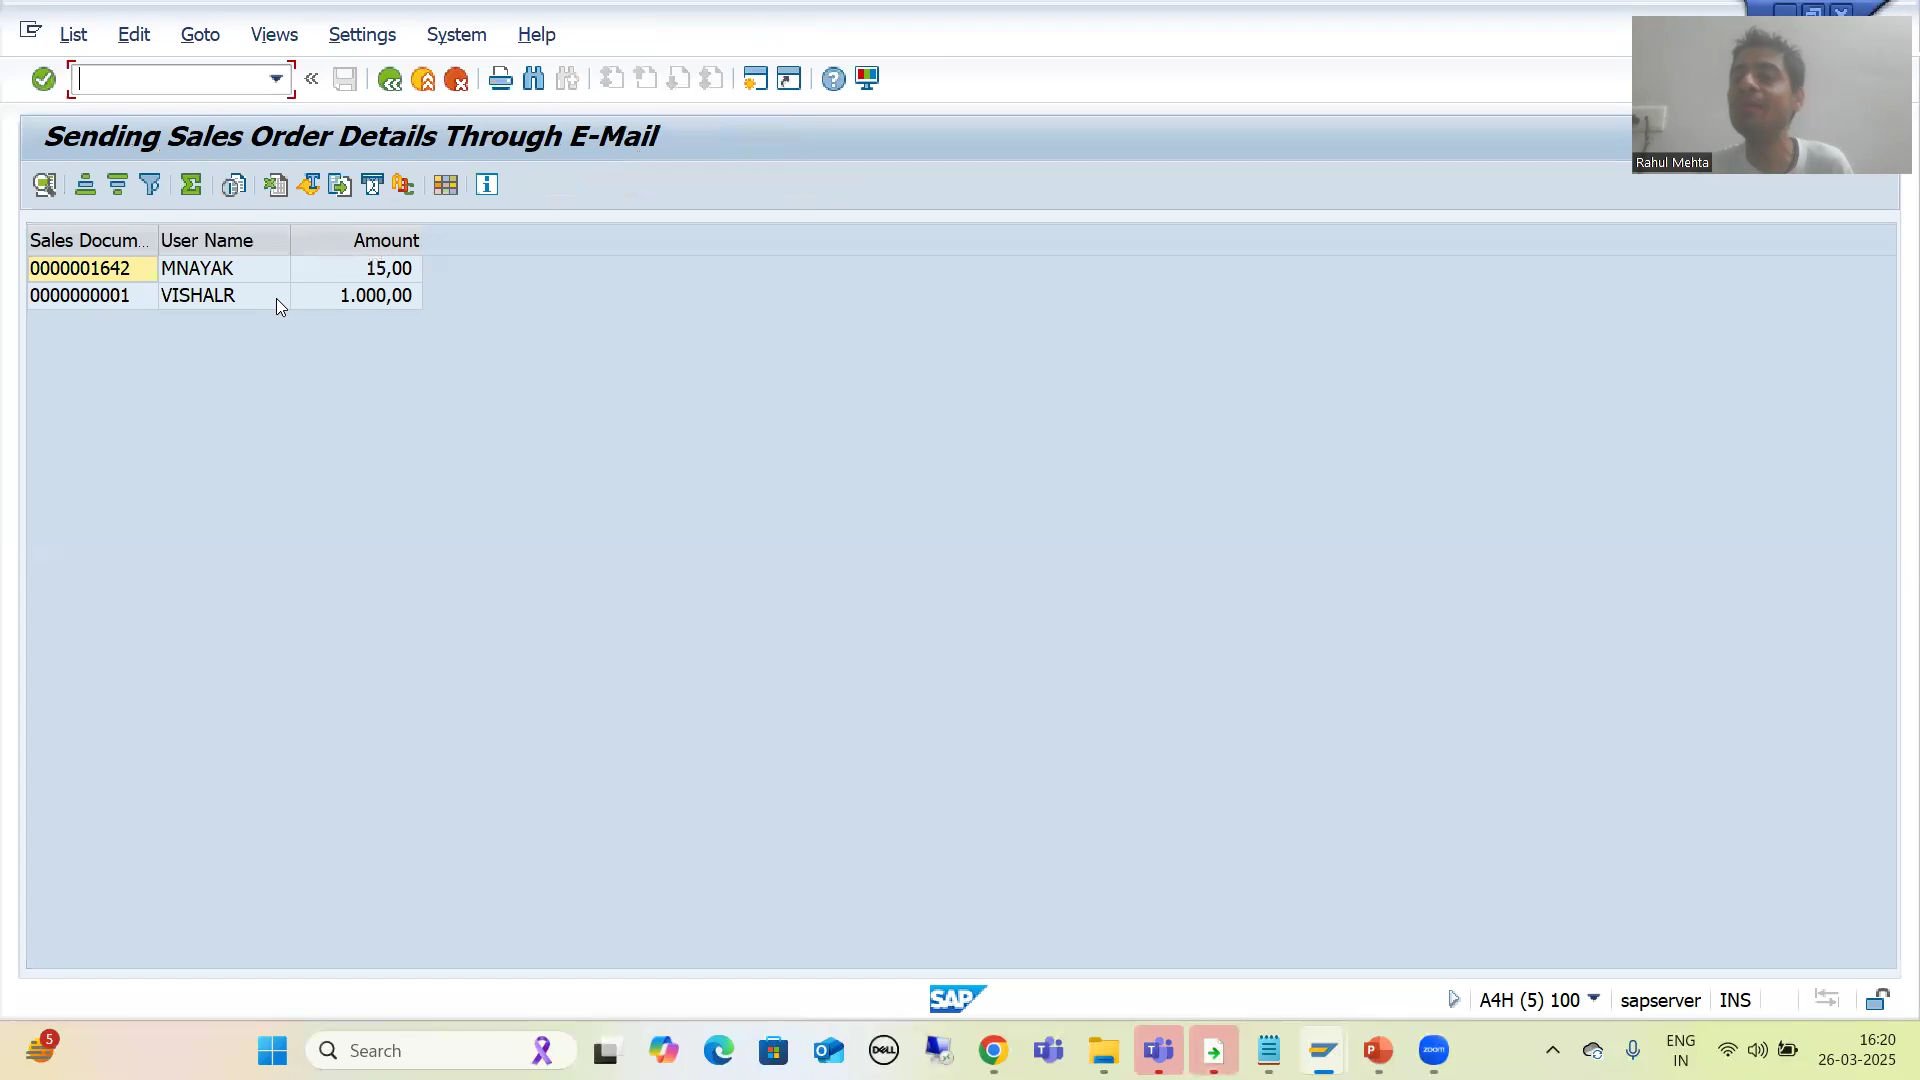 List Edit Goto Views Settings System Help
Rahul Mehta
Sending Sales Order Details Through E-Mail
Sales Docum... User Name Amount
0000001642 MNAYAK 15,00
0000000001 VISHALR 1.000,00
SAP
A4H (5) 100 sapserver INS
5
Search
DELL
zoom
ENG
IN
16:20
26-03-2025